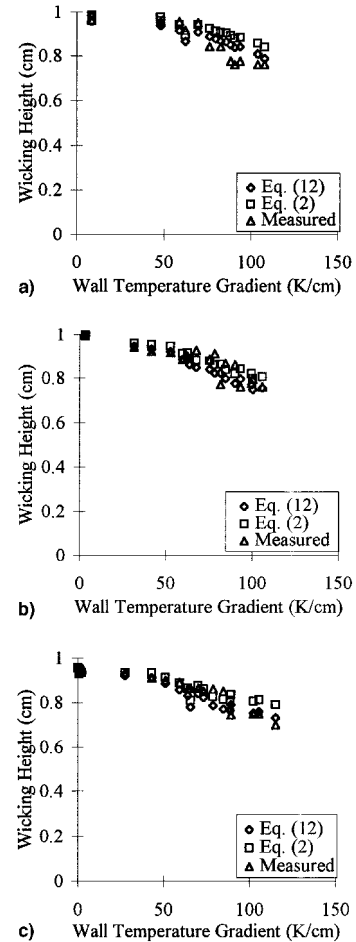 1
0.8
0.6
0.4
0.2
0
Wicking Height (cm)
Eq. (12)
Eq. (2)
Measured
0 50 100 150
a) Wall Temperature Gradient (K/cm)
1
0.8
0.6
0.4
0.2
0
Wicking Height (cm)
Eq. (12)
Eq. (2)
Measured
0 50 100 150
b) Wall Temperature Gradient (K/cm)
1
0.8
0.6
0.4
0.2
0
Wicking Height (cm)
Eq. (12)
Eq. (2)
Measured
0 50 100 150
c) Wall Temperature Gradient (K/cm)